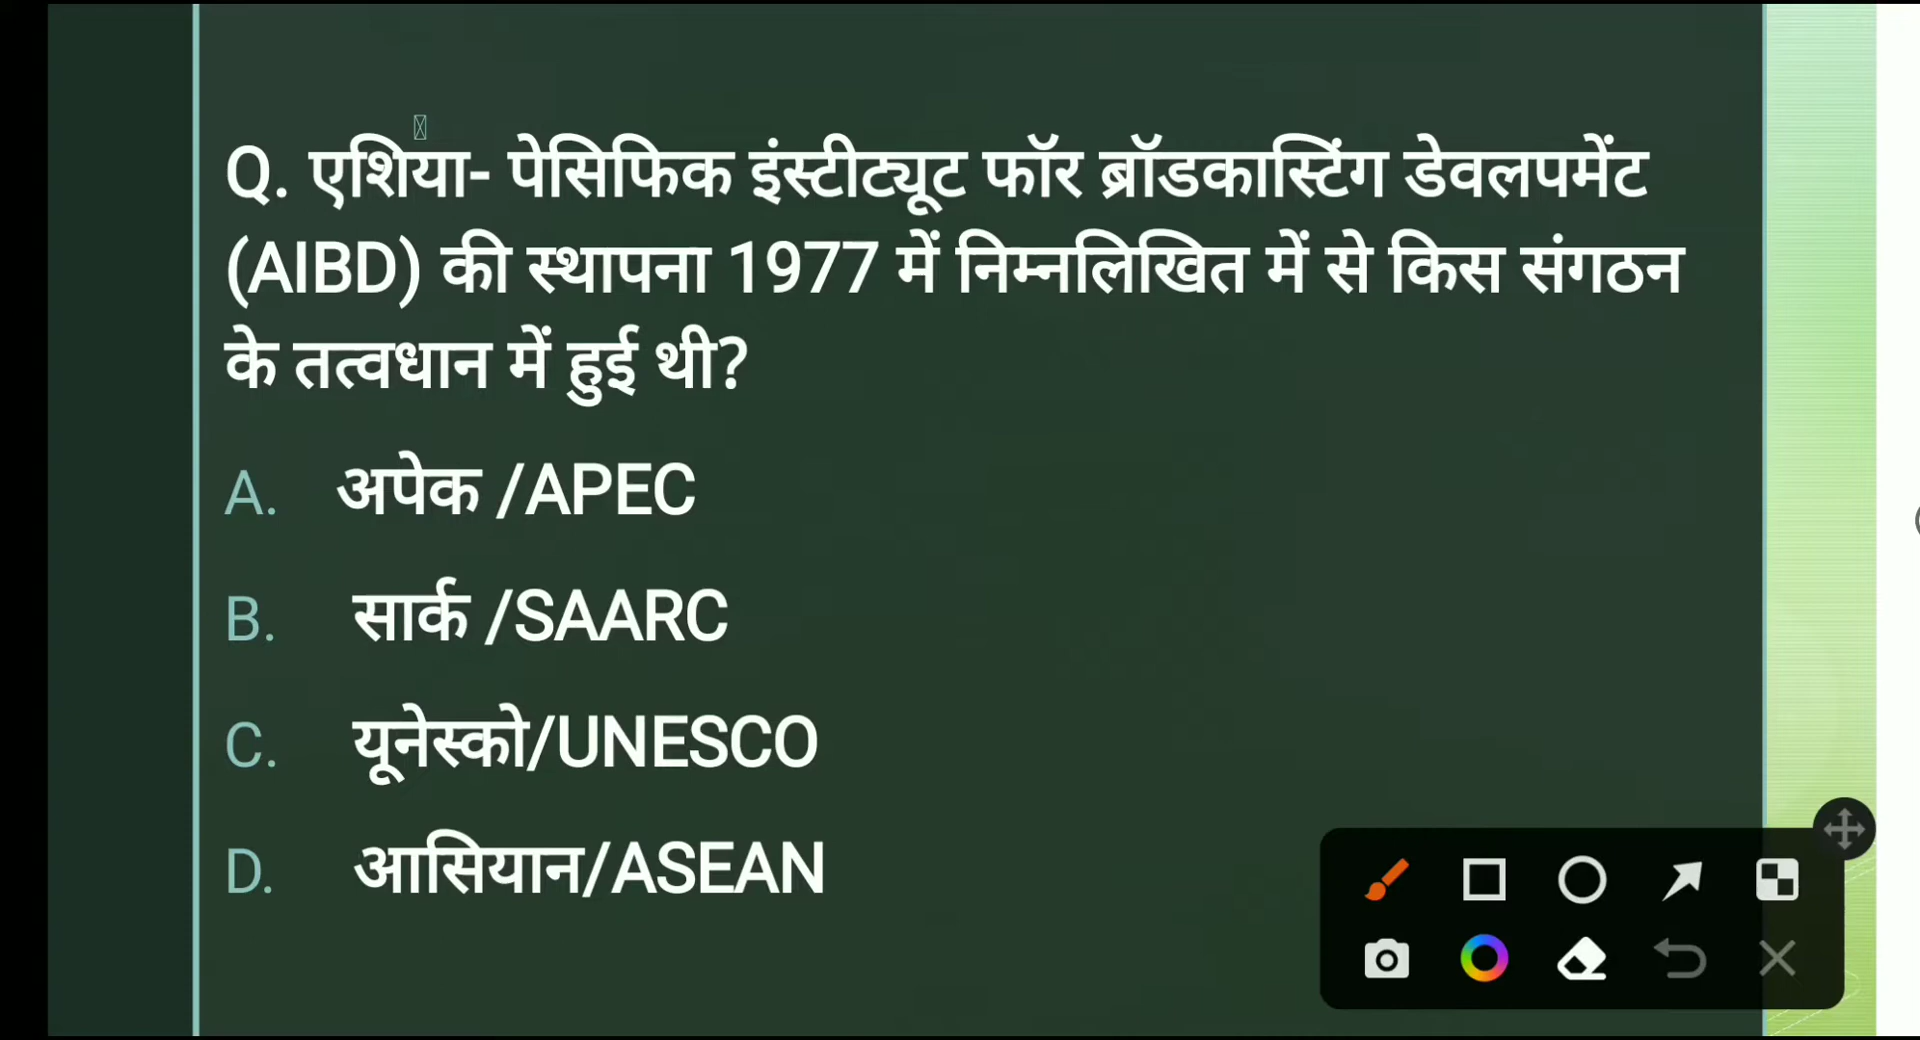 Q. एशिया- पेसिफिक इंस्टीट्यूट फॉर ब्रॉडकास्टिंग डेवलपमेंट
(AIBD) की स्थापना 1977 में निम्नलिखित में से किस संगठन
के तत्वधान में हुई थी?
A. अपेक /APEC
B. सार्क /SAARC
C. यूनेस्को/UNESCO
D. आसियान/ASEAN